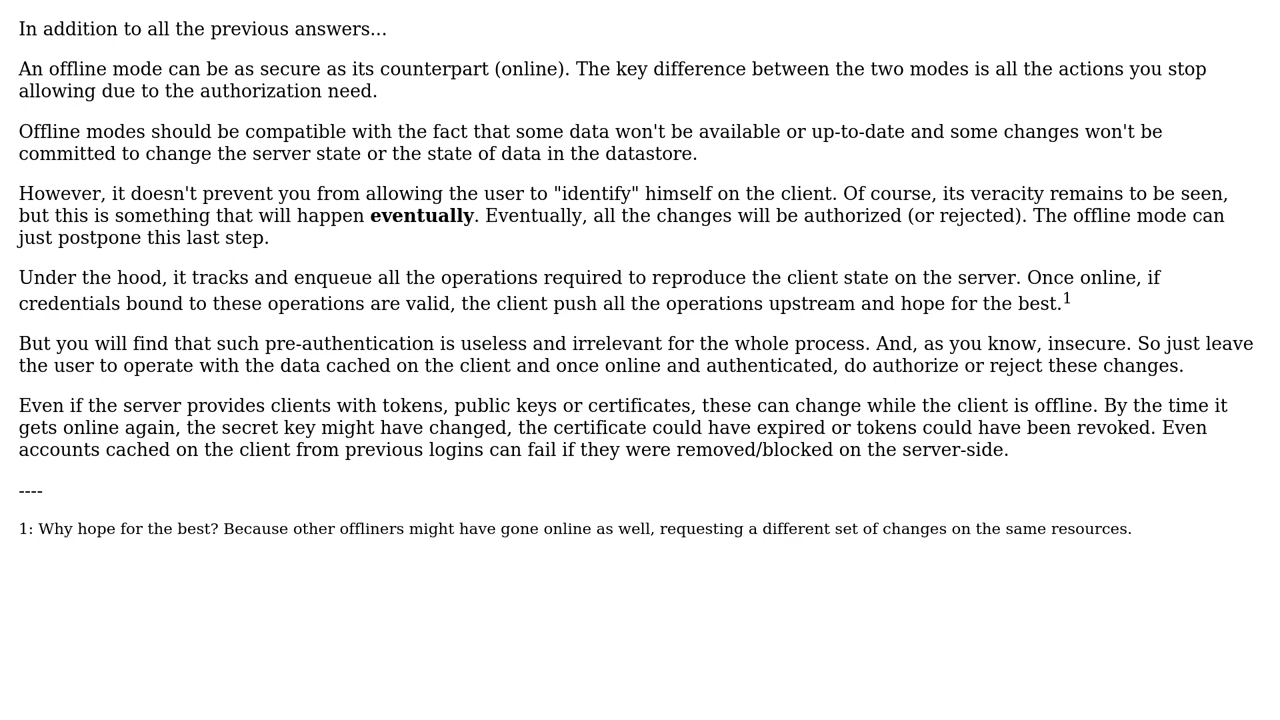 In addition to all the previous answers...
An offline mode can be as secure as its counterpart (online). The key difference between the two modes is all the actions you stop
allowing due to the authorization need.
Offline modes should be compatible with the fact that some data won't be available or up-to-date and some changes won't be
committed to change the server state or the state of data in the datastore.
However, it doesn't prevent you from allowing the user to "identify" himself on the client. Of course, its veracity remains to be seen,
but this is something that will happen eventually. Eventually, all the changes will be authorized (or rejected). The offline mode can
just postpone this last step.
Under the hood, it tracks and enqueue all the operations required to reproduce the client state on the server. Once online, if
credentials bound to these operations are valid, the client push all the operations upstream and hope for the best.1
But you will find that such pre-authentication is useless and irrelevant for the whole process. And, as you know, insecure. So just leave
the user to operate with the data cached on the client and once online and authenticated, do authorize or reject these changes.
Even if the server provides clients with tokens, public keys or certificates, these can change while the client is offline. By the time it
gets online again, the secret key might have changed, the certificate could have expired or tokens could have been revoked. Even
accounts cached on the client from previous logins can fail if they were removed/blocked on the server-side.
----
1: Why hope for the best? Because other offliners might have gone online as well, requesting a different set of changes on the same resources.